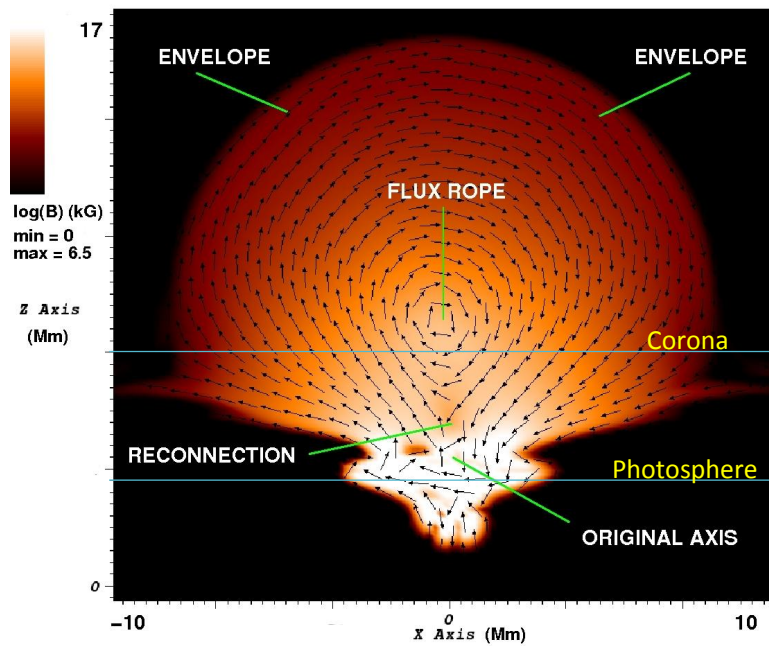 17
ENVELOPE
ENVELOPE
FLUX ROPE
log(B) (kG)
min = 0
max = 6.5
Z Axis
(Mm)
Corona
RECONNECTION
Photosphere
ORIGINAL AXIS
0
-10
0
10
X Axis (Mm)